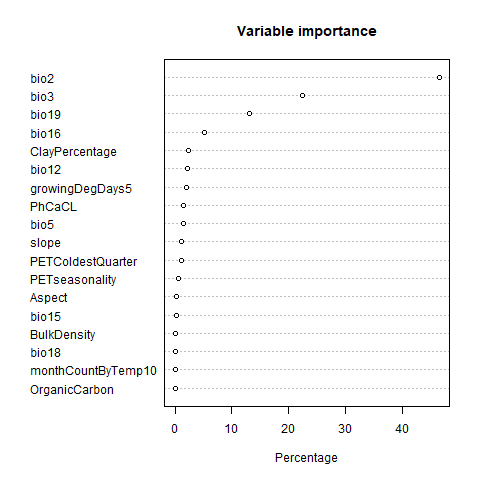 Variable importance
bio2
bio3
bio19
bio16
ClayPercentage
bio12
growingDegDays5
PhCaCL
bio5
slope
PETColdestQuarter
PETseasonality
Aspect
bio15
BulkDensity
bio18
monthCountByTemp10
OrganicCarbon
0 10 20 30 40
Percentage